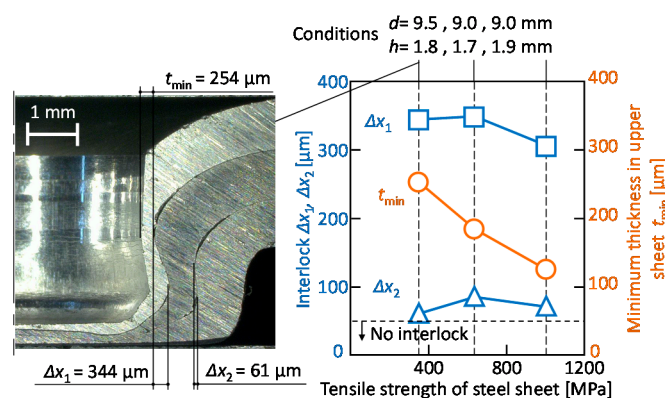 Conditions
d= 9.5 , 9.0 , 9.0 mm
h= 1.8 , 1.7 , 1.9 mm
tmin = 254 µm
1 mm
Δx1 = 344 µm
Δx2 = 61 µm
Interlock Δx1, Δx2 [µm]
400
300
200
100
0
Δx1
tmin
Δx2
No interlock
400
300
200
100
0
Minimum thickness in upper
sheet tmin [µm]
400
800
1200
Tensile strength of steel sheet [MPa]